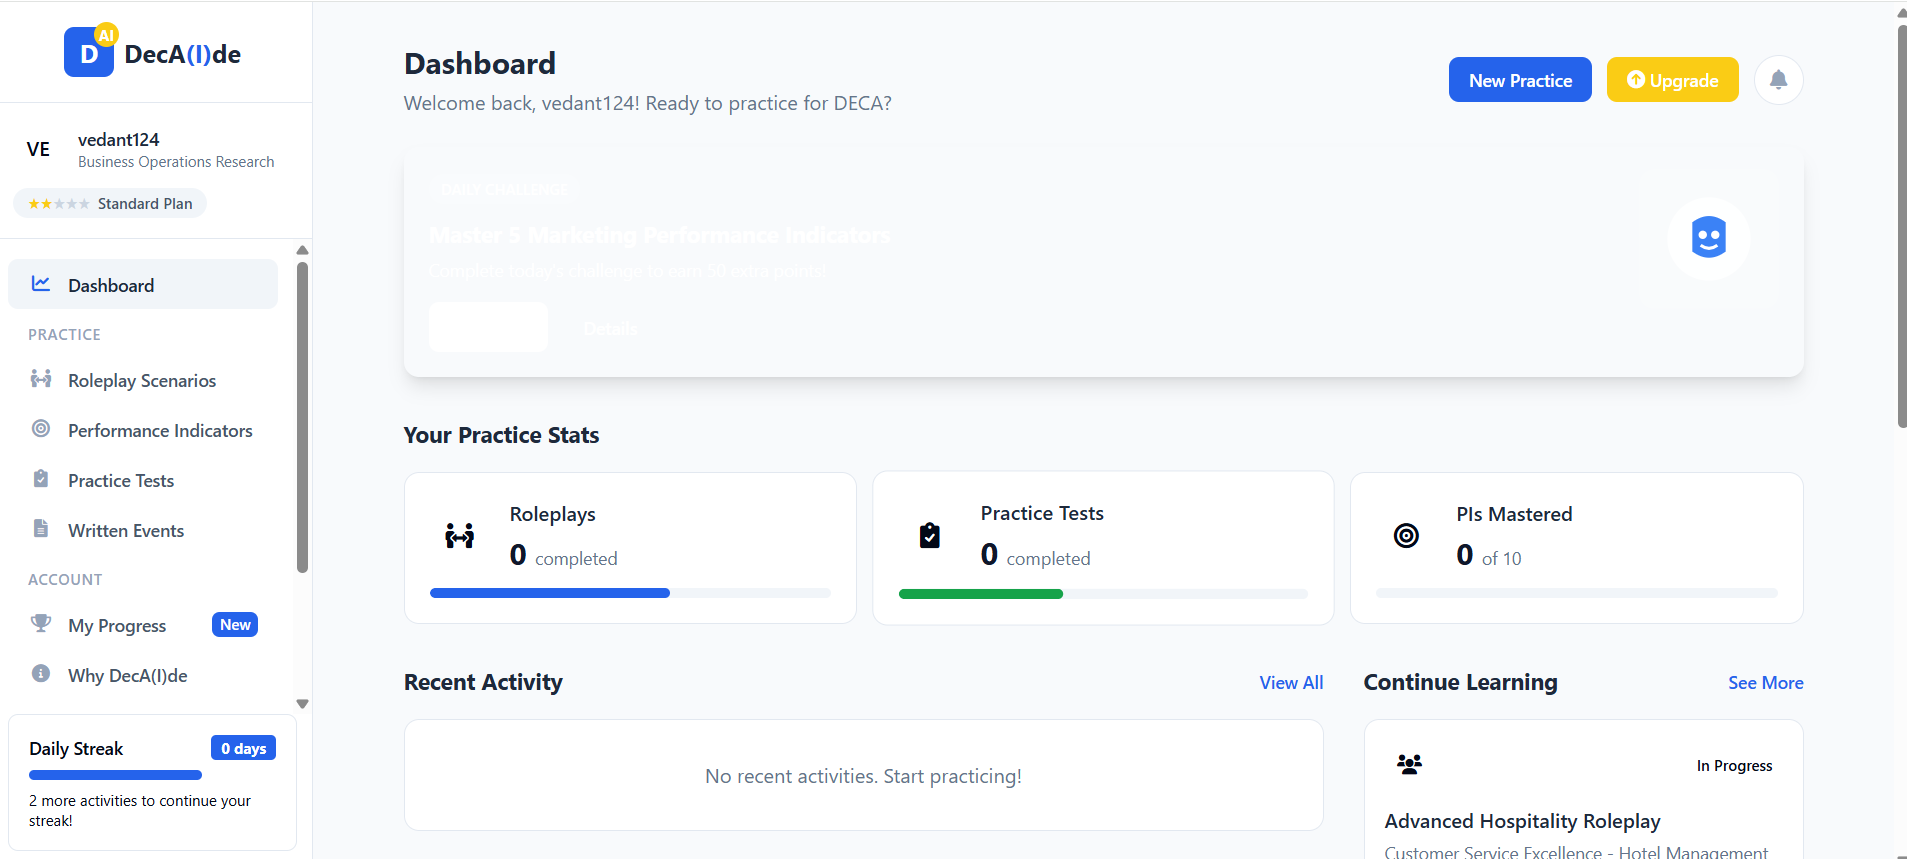 D AI DecA(I)de
VE
vedant124
Business Operations Research
Standard Plan
Dashboard
PRACTICE
Roleplay Scenarios
Performance Indicators
Practice Tests
Written Events
ACCOUNT
My Progress New
Why DecA(I)de
Daily Streak 0 days
2 more activities to continue your
streak!
Dashboard
Welcome back, vedant124! Ready to practice for DECA?
New Practice
Upgrade
DAILY CHALLENGE
Master 5 Marketing Performance Indicators
Complete today's challenge to earn 50 extra points!
Details
Your Practice Stats
Roleplays
0 completed
Practice Tests
0 completed
PIs Mastered
0 of 10
Recent Activity
View All
No recent activities. Start practicing!
Continue Learning
See More
In Progress
Advanced Hospitality Roleplay
Customer Service Excellence - Hotel Management